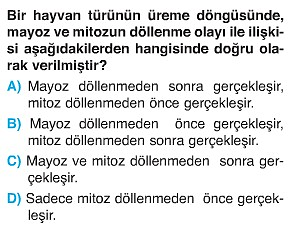 Bir hayvan türünün üreme döngüsünde,
mayoz ve mitozun döllenme olayı ile ilişki-
si aşağıdakilerden hangisinde doğru ola-
rak verilmiştir?
A) Mayoz döllenmeden sonra gerçekleşir,
mitoz döllenmeden önce gerçekleşir.
B) Mayoz döllenmeden önce gerçekleşir,
mitoz döllenmeden sonra gerçekleşir.
C) Mayoz ve mitoz döllenmeden sonra ger-
çekleşir.
D) Sadece mitoz döllenmeden önce gerçek-
leşir.